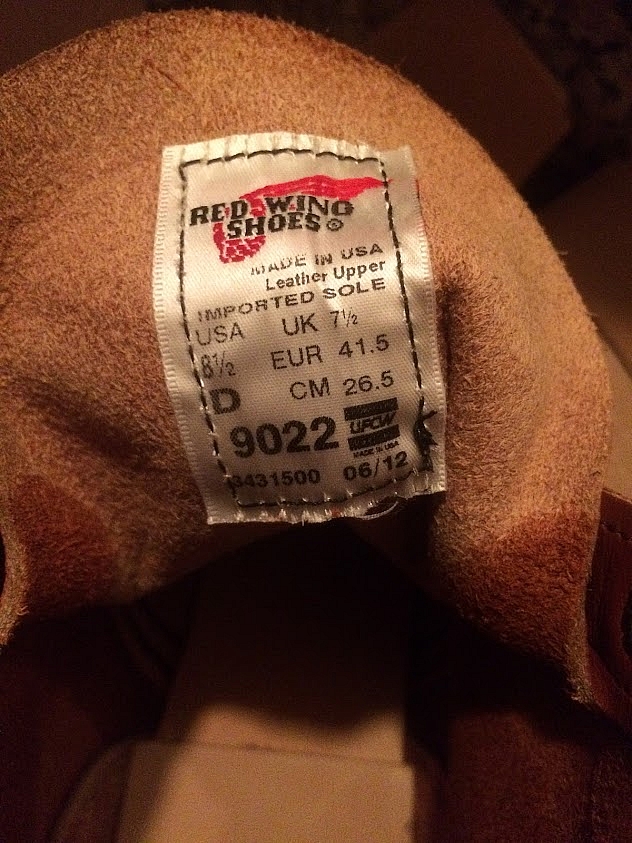 RED WING
SHOES®
MADE IN USA
Leather Upper
IMPORTED SOLE
USA UK 7½
8½ EUR 41.5
D CM 26.5
9022 UFCW
MADE IN USA
3431500 06/12